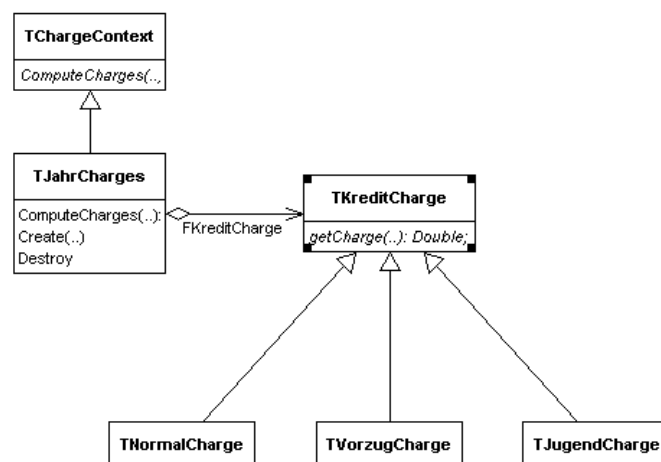 TChargeContext
ComputeCharges(..,
TJahrCharges
ComputeCharges(..):
Create(..)
Destroy
FKreditCharge
TKreditCharge
getCharge(..): Double;
TNormalCharge
TVorzugCharge
TJugendCharge